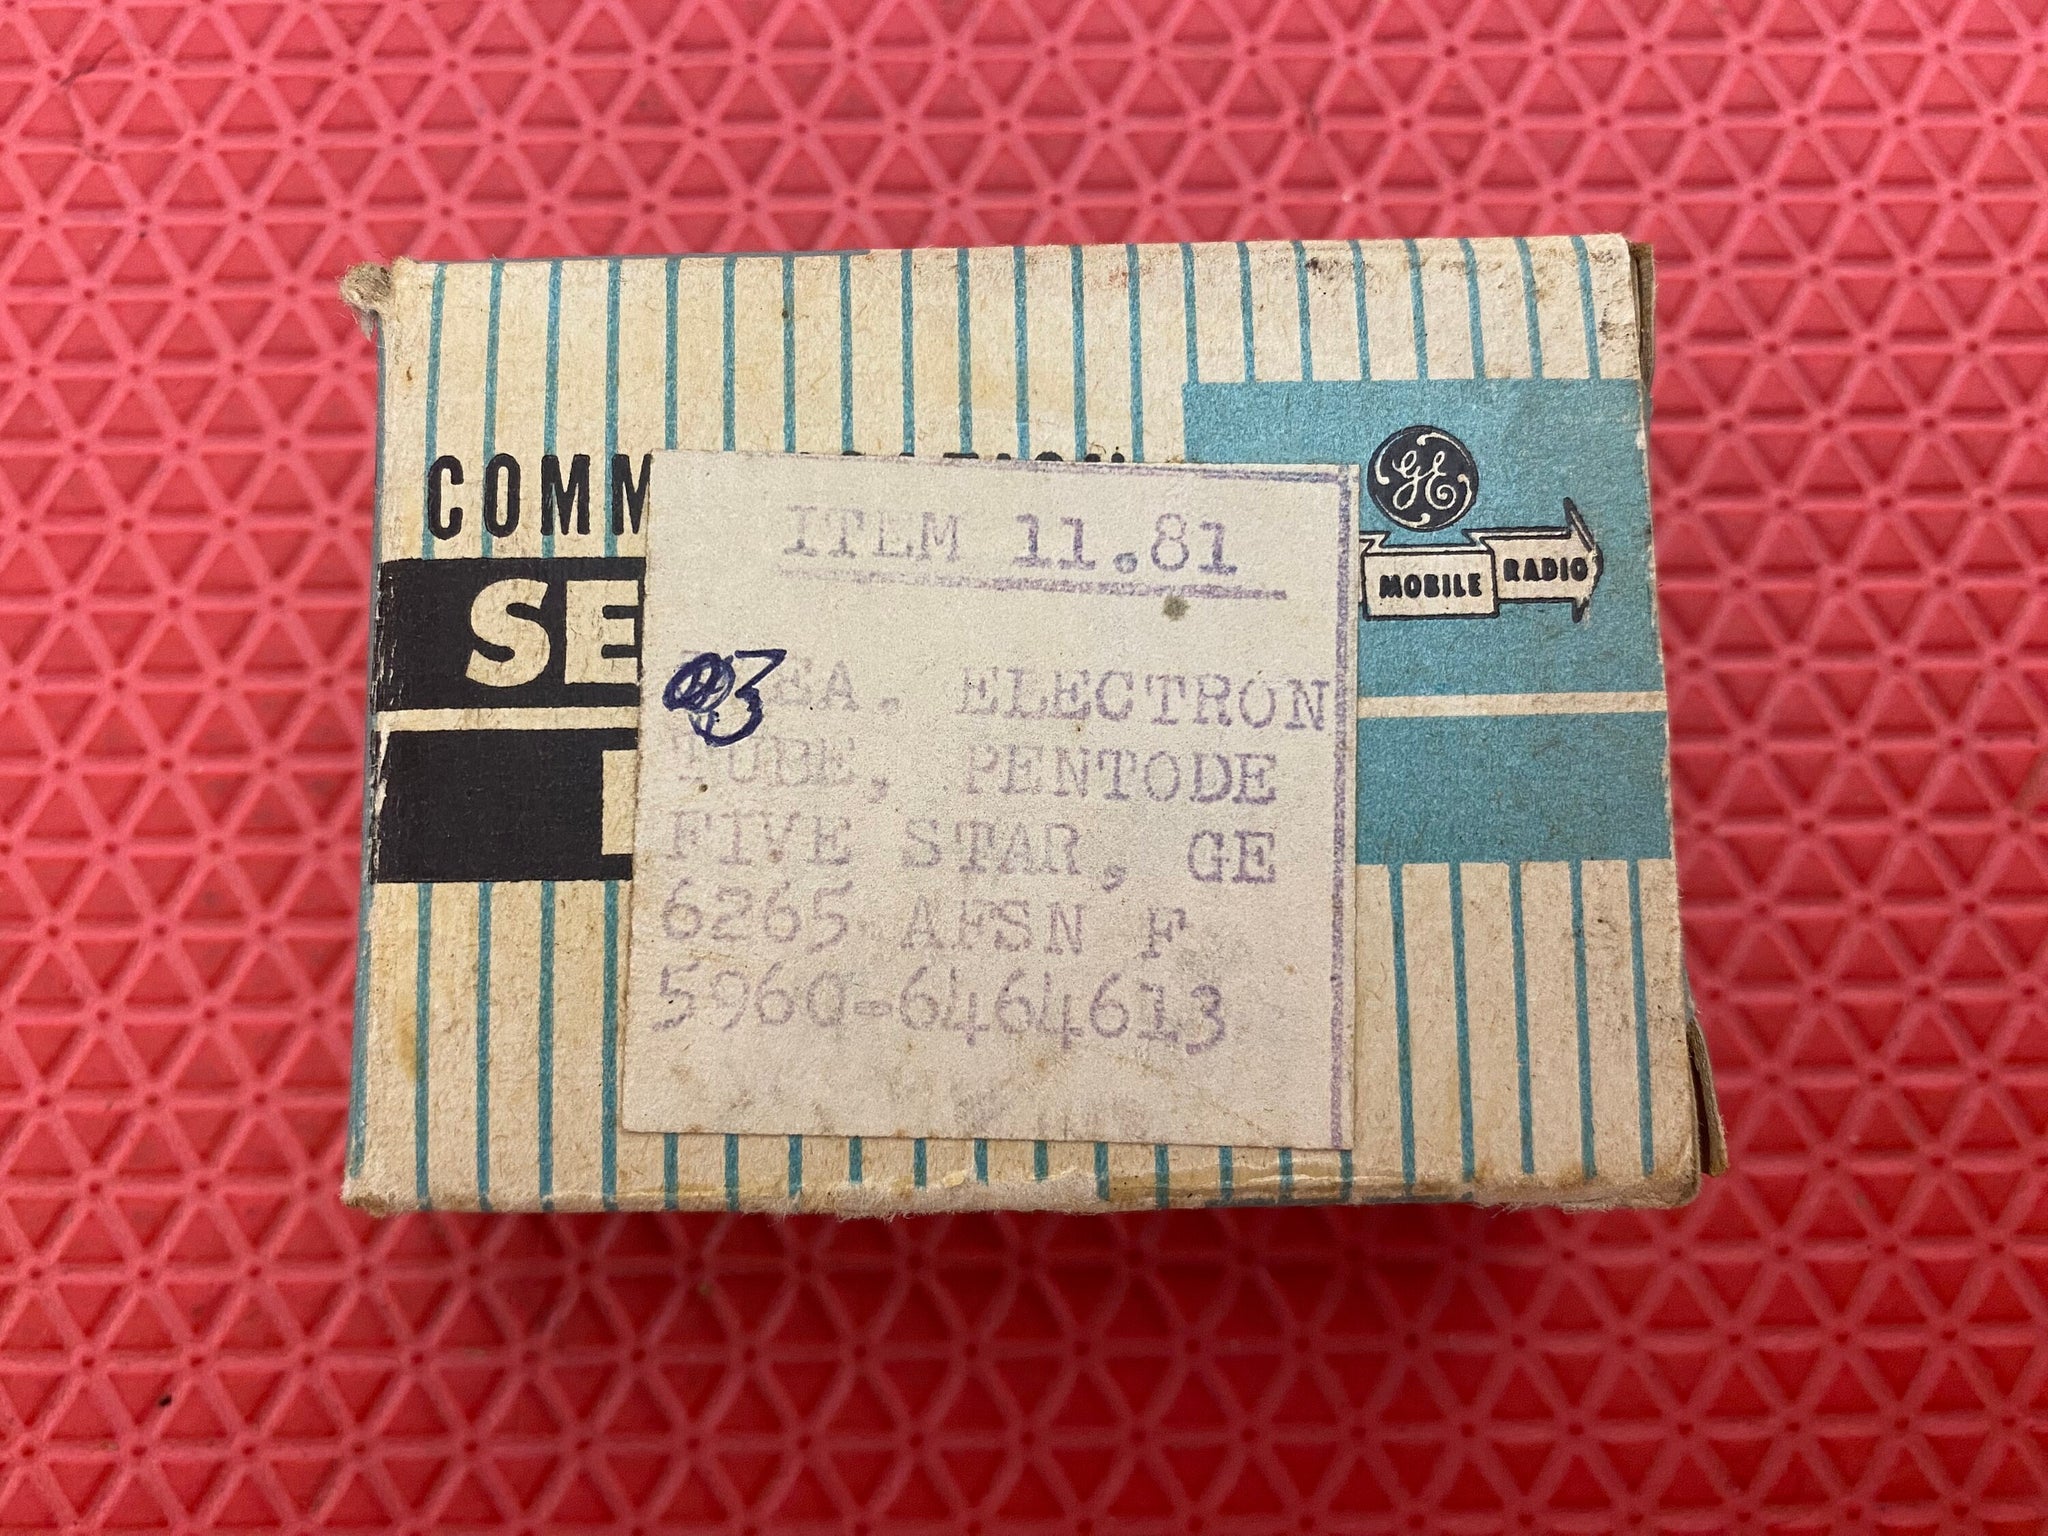 COMM
SE
GE
MOBILE RADIO
ITEM 11.81
3 EA. ELECTRON
TUBE, PENTODE
FIVE STAR, GE
6265 AFSN F
5960-6464613